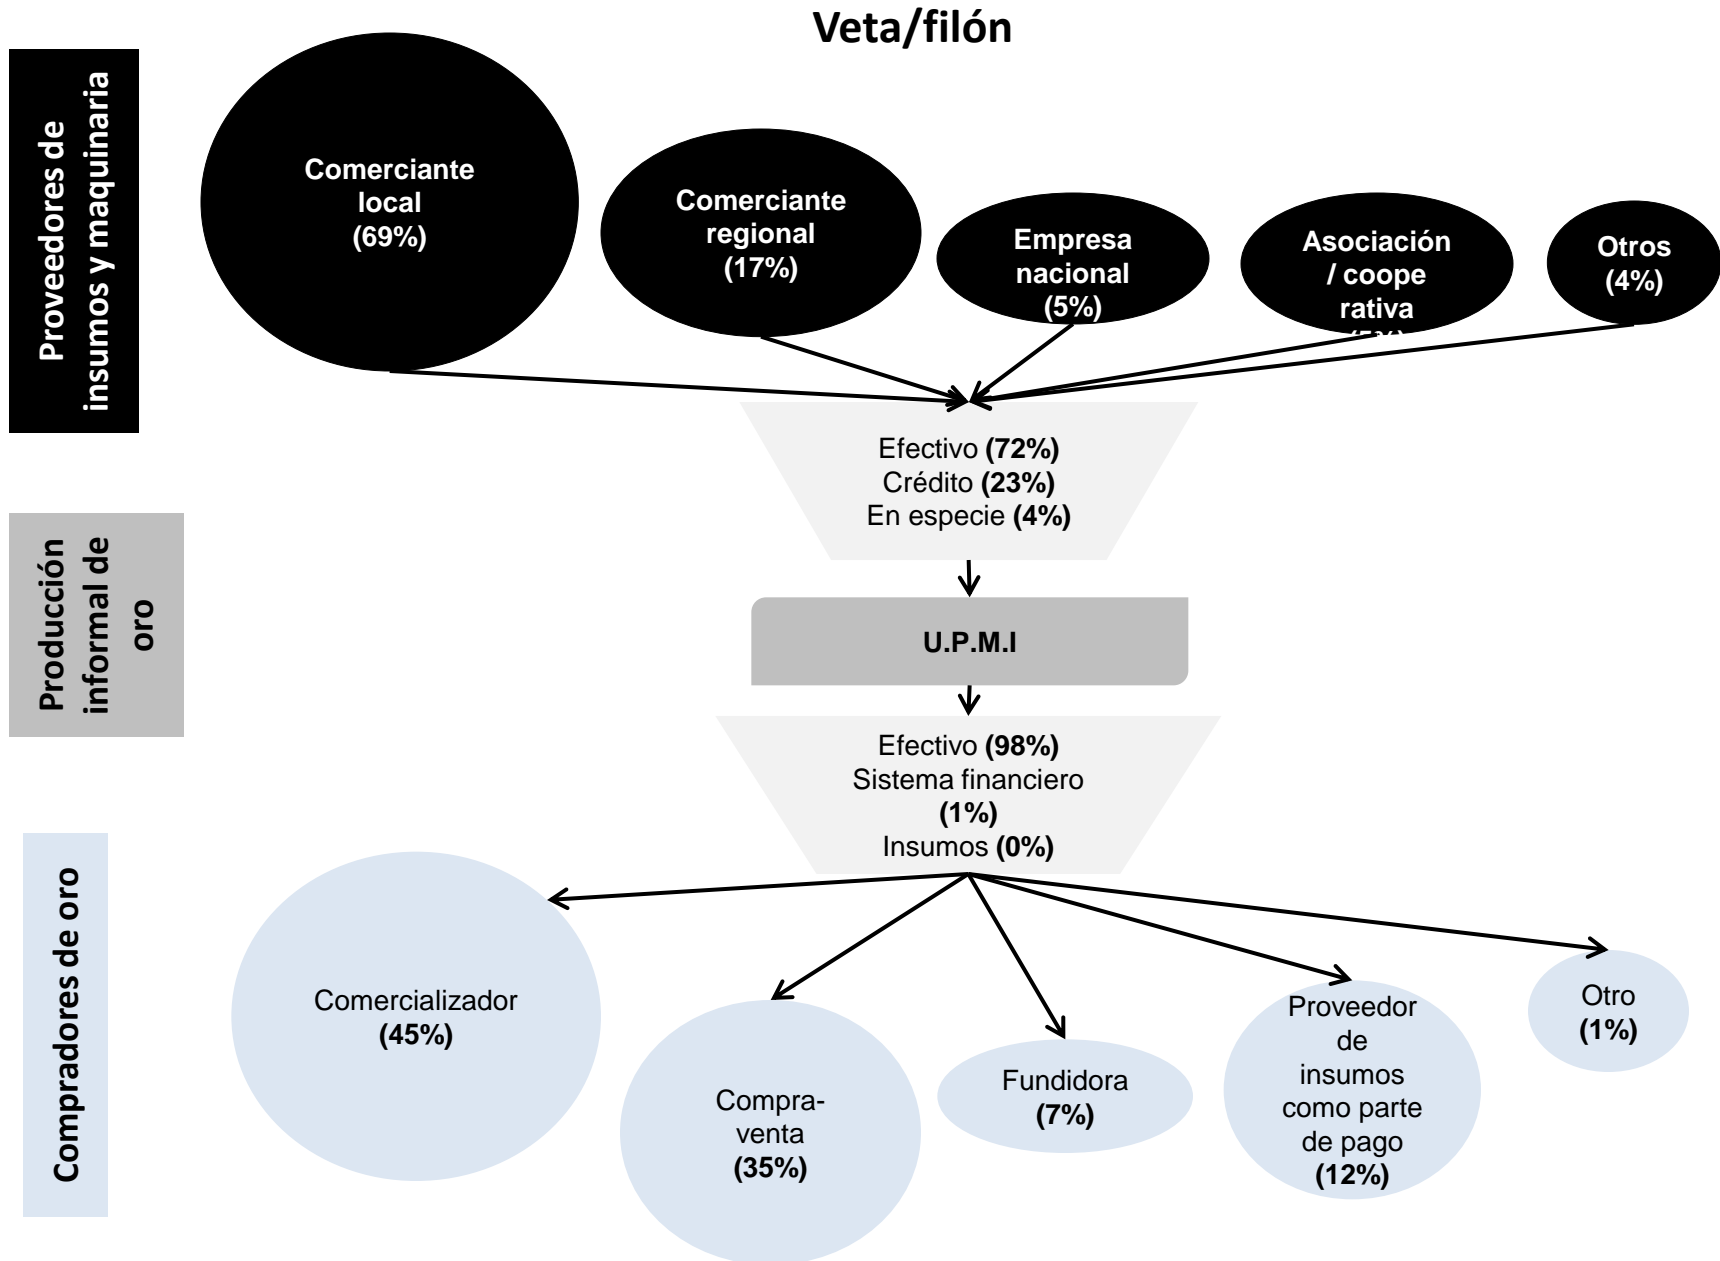 Veta/filón
Proveedores de
insumos y maquinaria
Comerciante
local
(69%)
Comerciante
regional
(17%)
Empresa
nacional
(5%)
Asociación
/ coope
rativa
(5%)
Otros
(4%)
Efectivo (72%)
Crédito (23%)
En especie (4%)
Producción
informal de
oro
U.P.M.I
Efectivo (98%)
Sistema financiero
(1%)
Insumos (0%)
Compradores de oro
Comercializador
(45%)
Compra-
venta
(35%)
Fundidora
(7%)
Proveedor
de
insumos
como parte
de pago
(12%)
Otro
(1%)